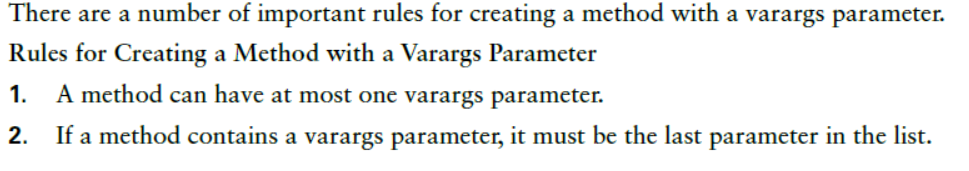 There are a number of important rules for creating a method with a varargs parameter.
Rules for Creating a Method with a Varargs Parameter
1. A method can have at most one varargs parameter.
2. If a method contains a varargs parameter, it must be the last parameter in the list.